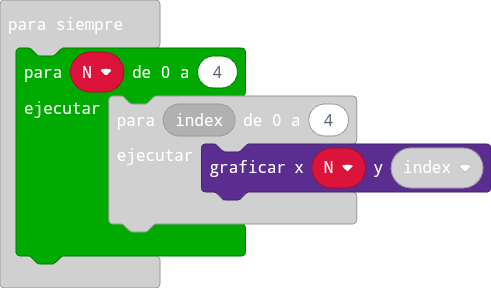 para siempre
para N de 0 a 4
ejecutar
para index de 0 a 4
ejecutar
graficar x N y index